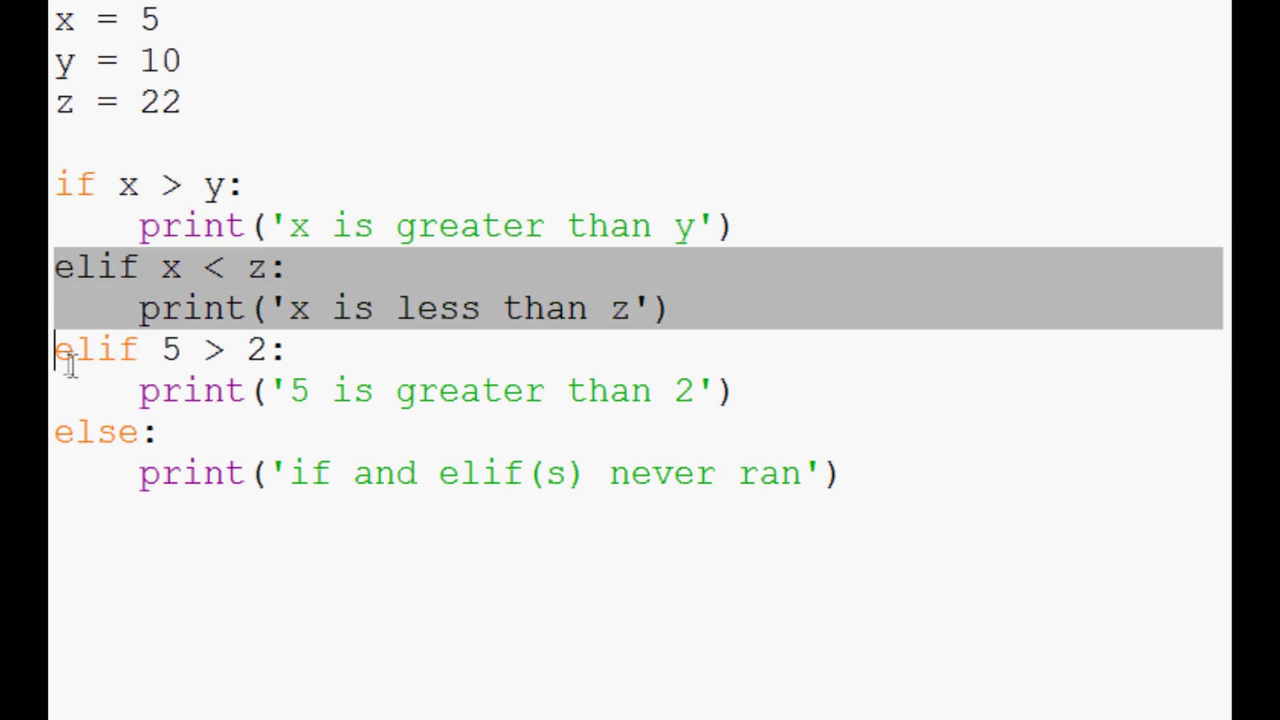 x = 5
y = 10
z = 22
if x > y:
    print('x is greater than y')
elif x < z:
    print('x is less than z')
elif 5 > 2:
    print('5 is greater than 2')
else:
    print('if and elif(s) never ran')